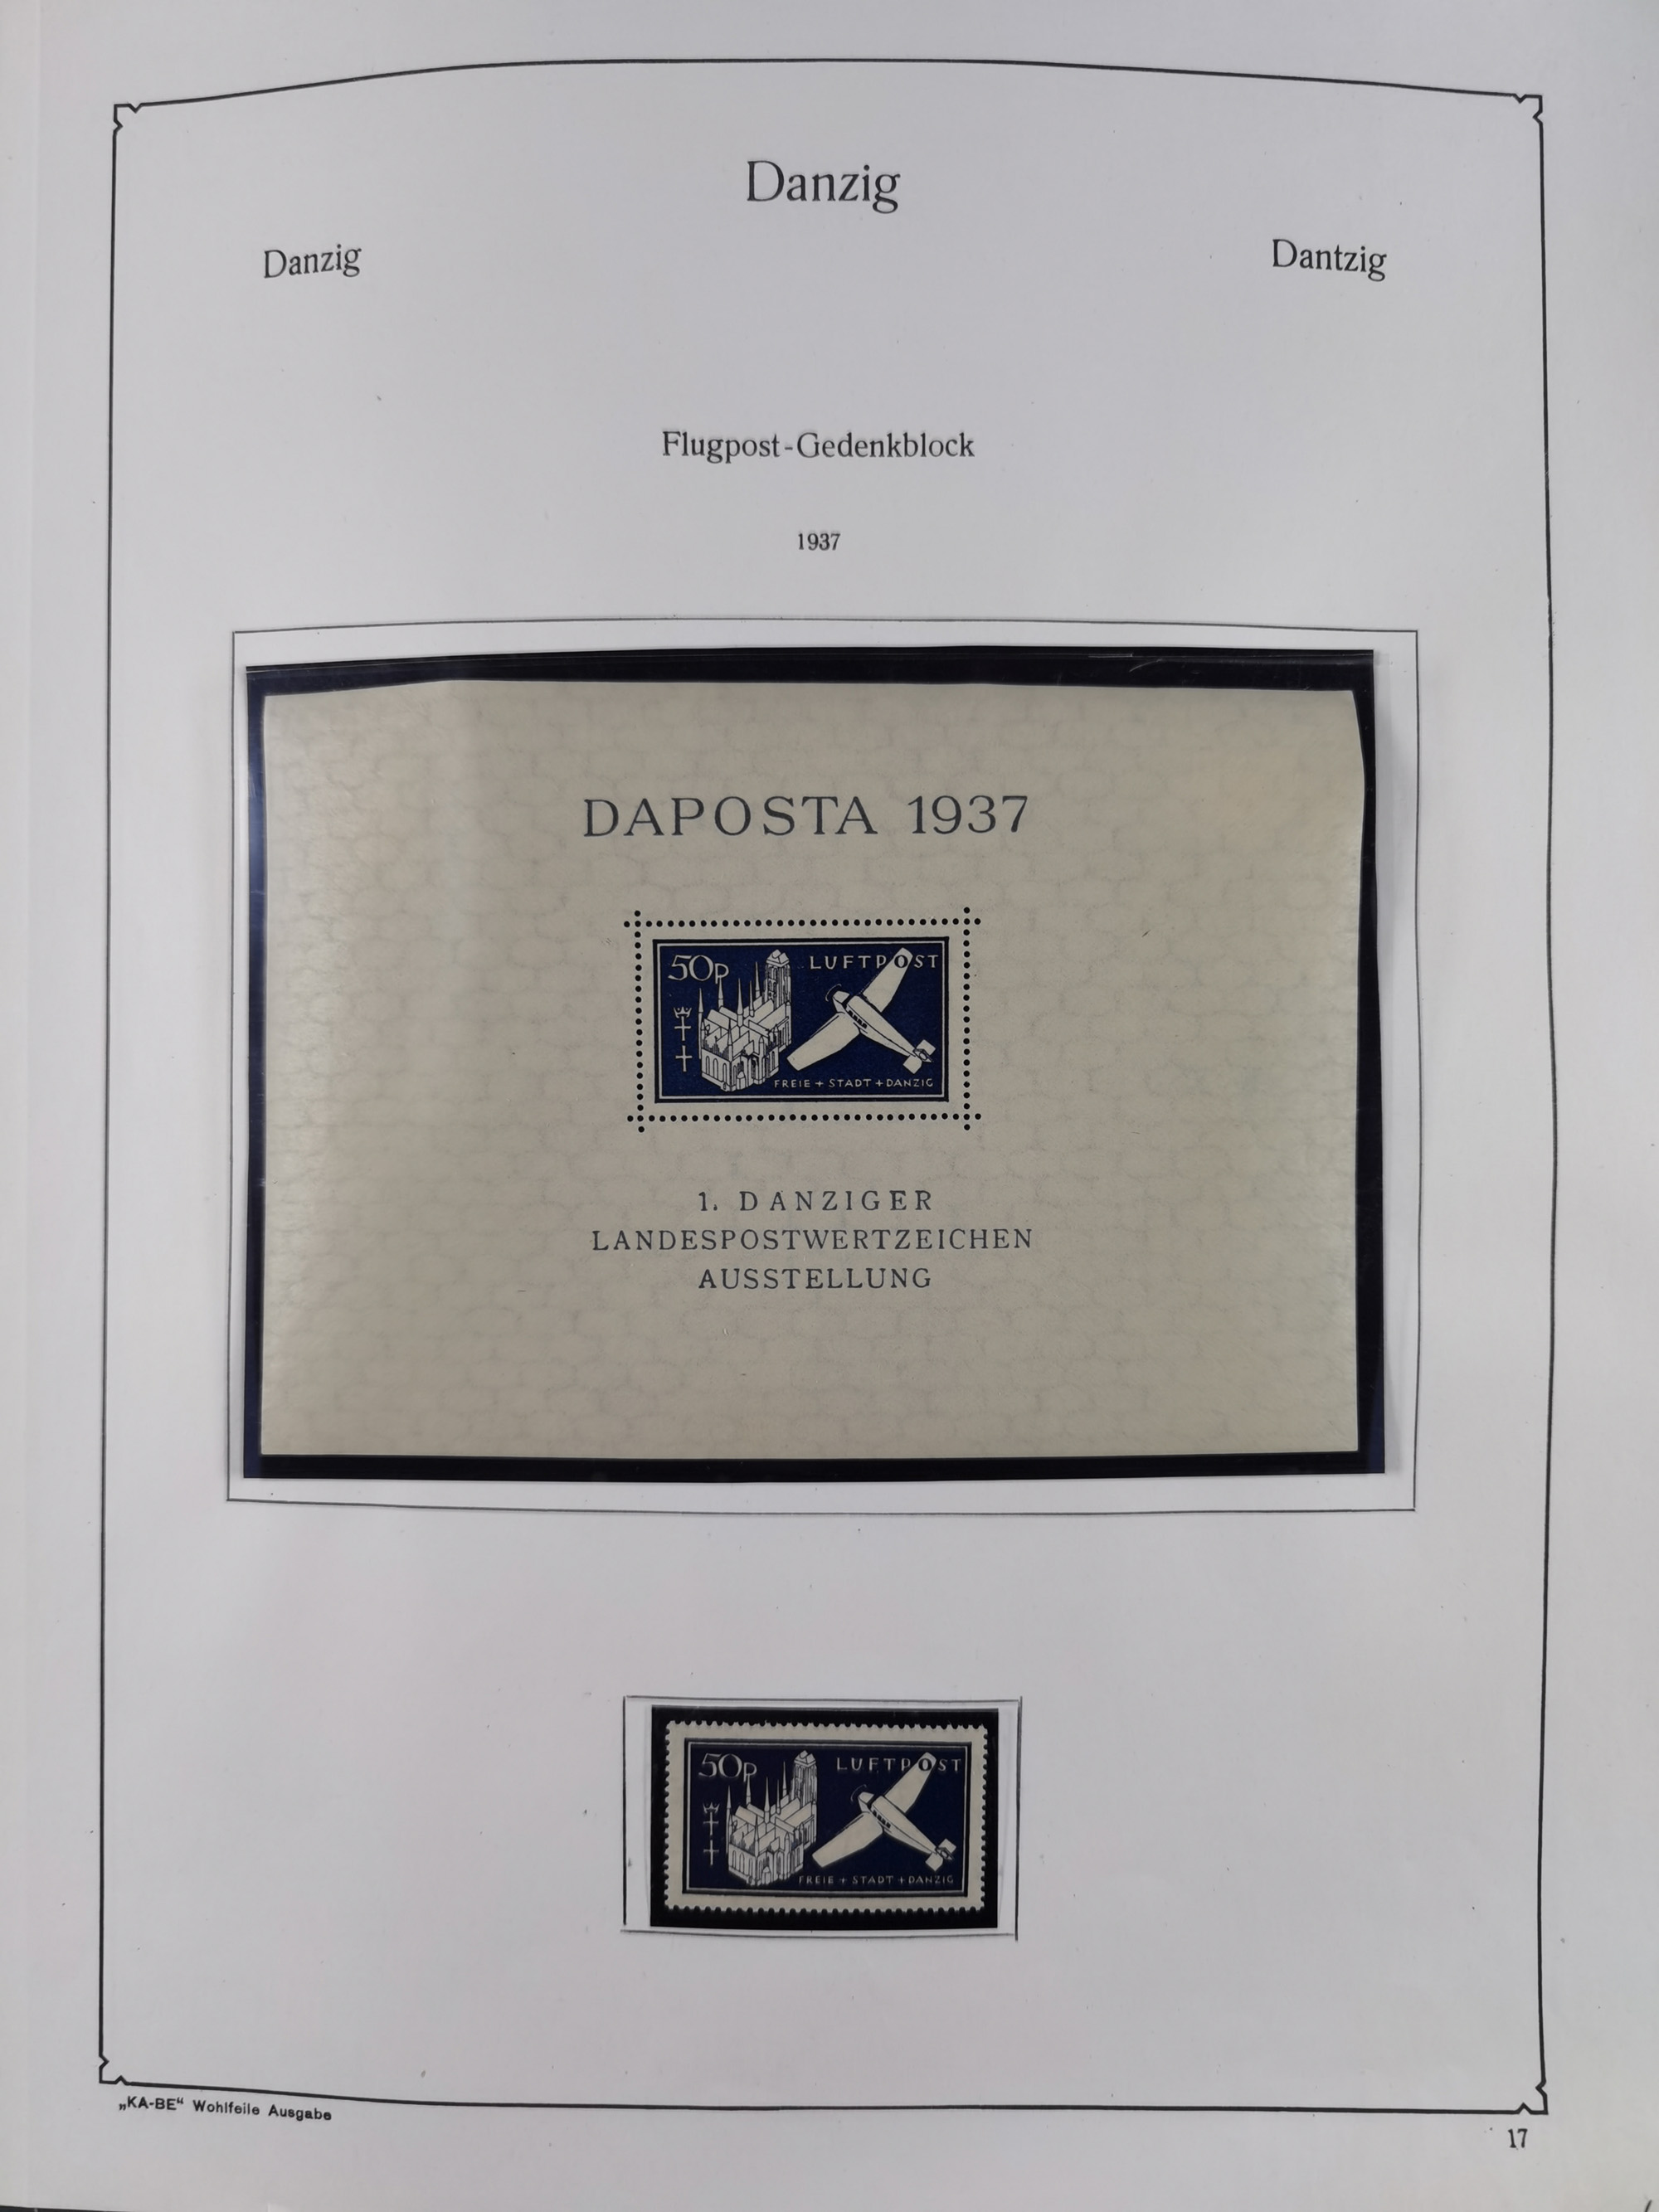 Danzig
Danzig
Dantzig
Flugpost-Gedenkblock
1937
DAPOSTA 1937
50p
LUFTPOST
FREIE + STADT + DANZIG
1. DANZIGER
LANDESPOSTWERTZEICHEN
AUSSTELLUNG
50p
LUFTPOST
FREIE + STADT + DANZIG
„KA-BE“ Wohlfeile Ausgabe
17